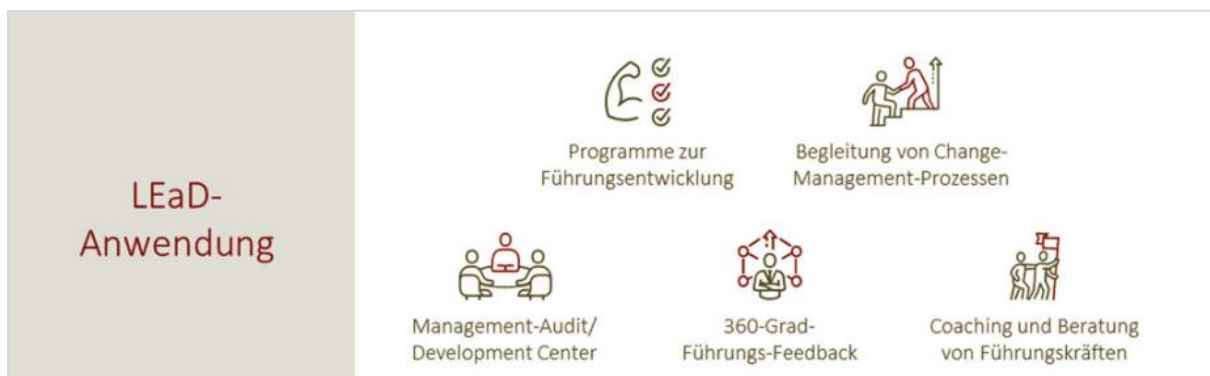 LEaD-
Anwendung
Programme zur
Führungsentwicklung
Begleitung von Change-
Management-Prozessen
Management-Audit/
Development Center
360-Grad-
Führungs-Feedback
Coaching und Beratung
von Führungskräften